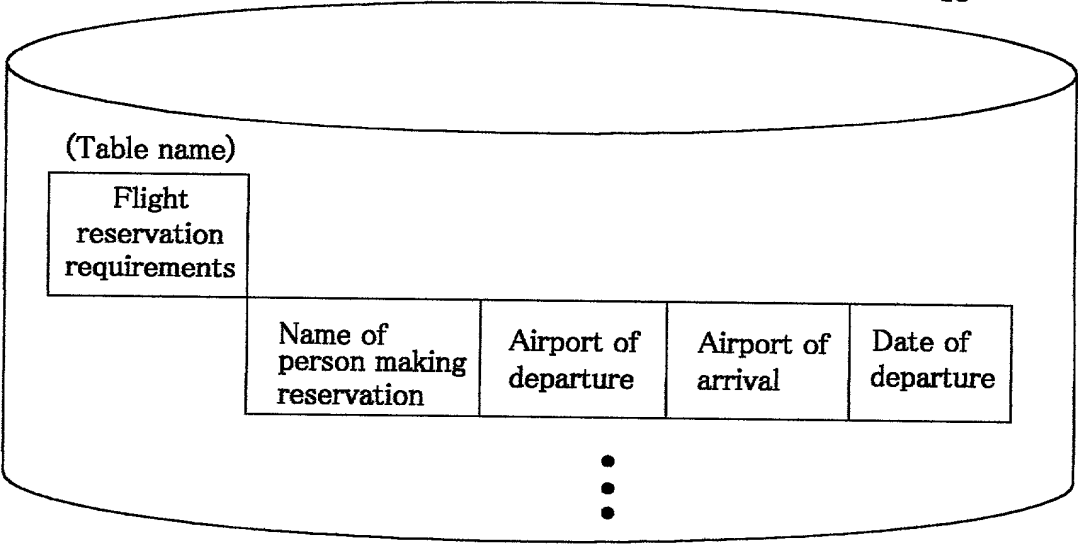 (Table name)
Flight
reservation
requirements
Name of
person making
reservation
Airport of
departure
Airport of
arrival
Date of
departure